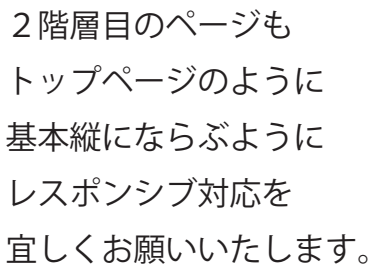 ２階層目のページも
トップページのように
基本縦にならぶように
レスポンシブ対応を
宜しくお願いいたします。